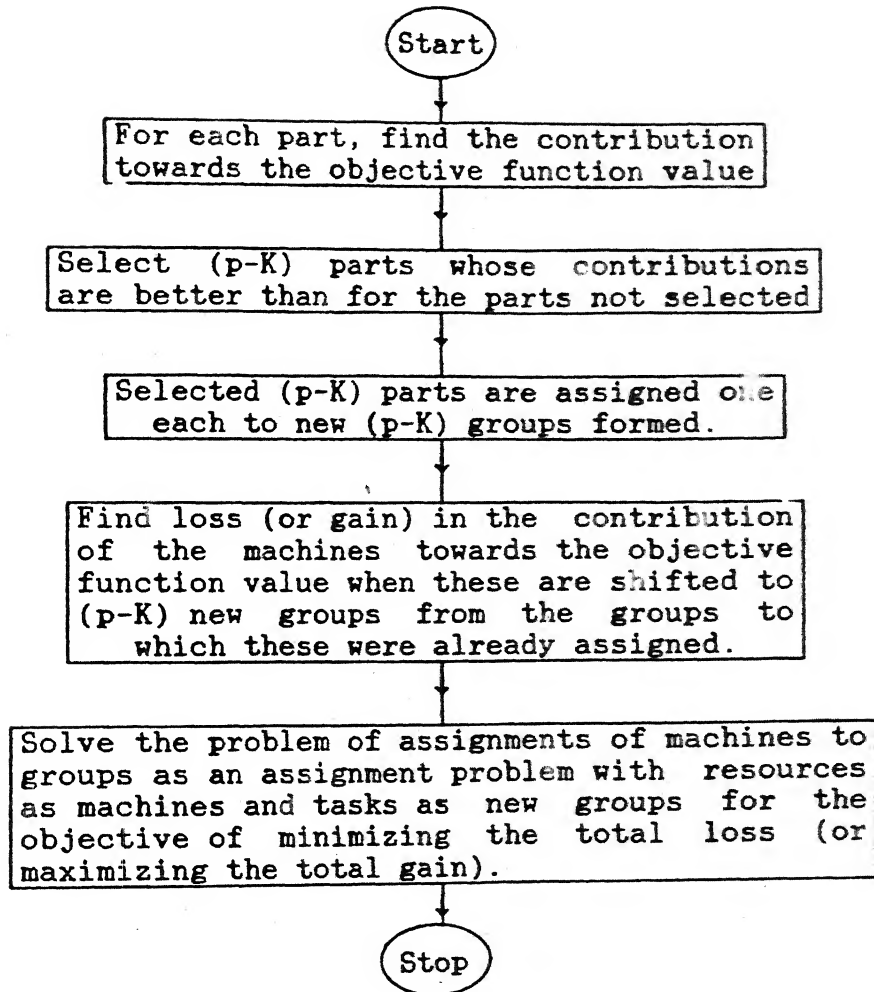 Start
For each part, find the contribution
towards the objective function value
Select (p-K) parts whose contributions
are better than for the parts not selected
Selected (p-K) parts are assigned one
each to new (p-K) groups formed.
Find loss (or gain) in the contribution
of the machines towards the objective
function value when these are shifted to
(p-K) new groups from the groups to
which these were already assigned.
Solve the problem of assignments of machines to
groups as an assignment problem with resources
as machines and tasks as new groups for the
objective of minimizing the total loss (or
maximizing the total gain).
Stop